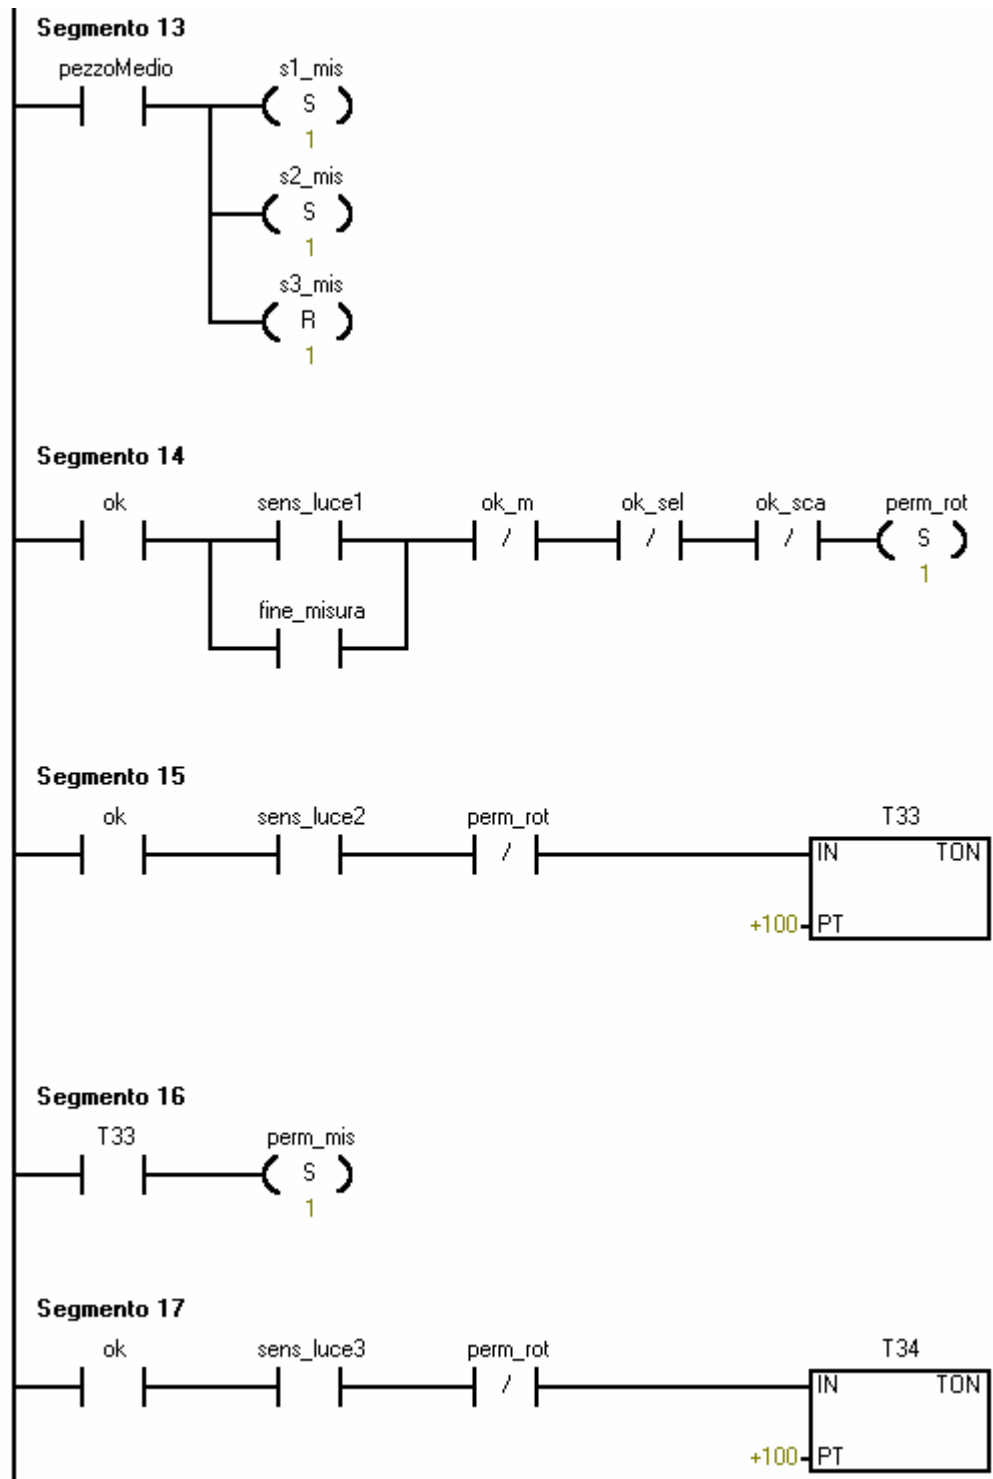 Segmento 13
pezzoMedio s1_mis
S
1
s2_mis
S
1
s3_mis
R
1
Segmento 14
ok sens_luce1 ok_m ok_sel ok_sca perm_rot
/ / / S
1
fine_misura
Segmento 15
ok sens_luce2 perm_rot T33
/ IN TON
+100 PT
Segmento 16
T33 perm_mis
S
1
Segmento 17
ok sens_luce3 perm_rot T34
/ IN TON
+100 PT